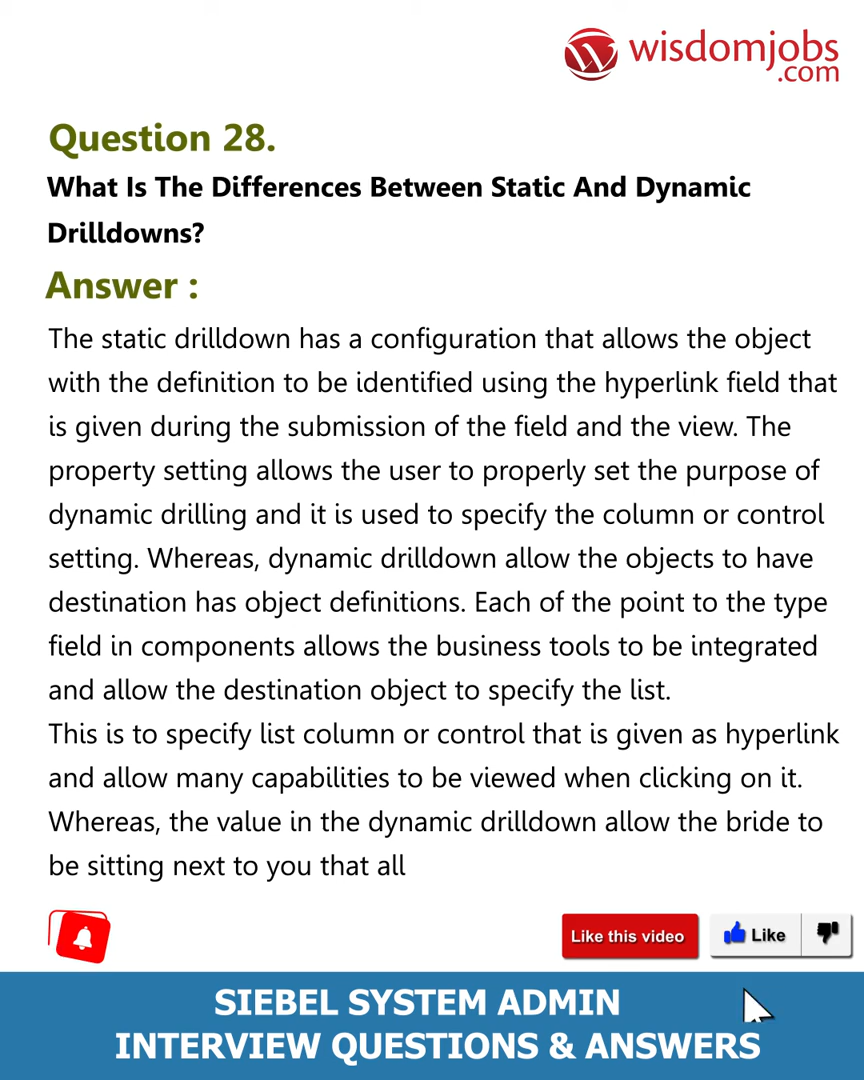 wisdomjobs
.com
Question 28.
What Is The Differences Between Static And Dynamic
Drilldowns?
Answer :
The static drilldown has a configuration that allows the object
with the definition to be identified using the hyperlink field that
is given during the submission of the field and the view. The
property setting allows the user to properly set the purpose of
dynamic drilling and it is used to specify the column or control
setting. Whereas, dynamic drilldown allow the objects to have
destination has object definitions. Each of the point to the type
field in components allows the business tools to be integrated
and allow the destination object to specify the list.
This is to specify list column or control that is given as hyperlink
and allow many capabilities to be viewed when clicking on it.
Whereas, the value in the dynamic drilldown allow the bride to
be sitting next to you that all
Like this video
Like
SIEBEL SYSTEM ADMIN
INTERVIEW QUESTIONS & ANSWERS